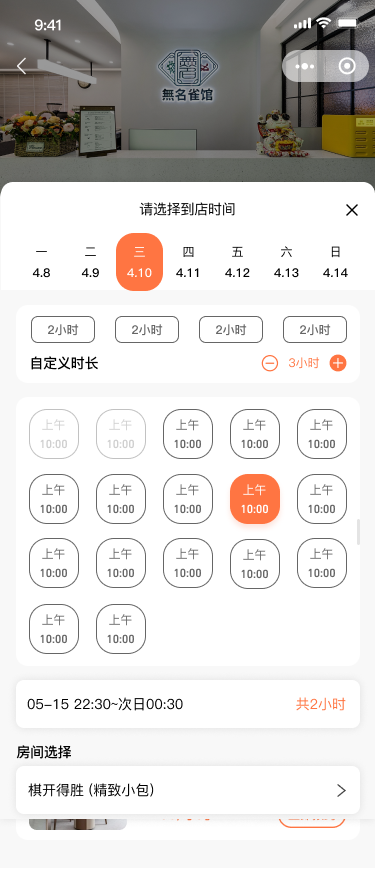 9:41
無名雀馆
请选择到店时间
一 二 三 四 五 六 日
4.8 4.9 4.10 4.11 4.12 4.13 4.14
2小时 2小时 2小时 2小时
自定义时长 3小时
上午 上午 上午 上午 上午
10:00 10:00 10:00 10:00 10:00
上午 上午 上午 上午 上午
10:00 10:00 10:00 10:00 10:00
上午 上午 上午 上午 上午
10:00 10:00 10:00 10:00 10:00
上午 上午
10:00 10:00
05-15 22:30~次日00:30 共2小时
房间选择
棋开得胜 (精致小包)